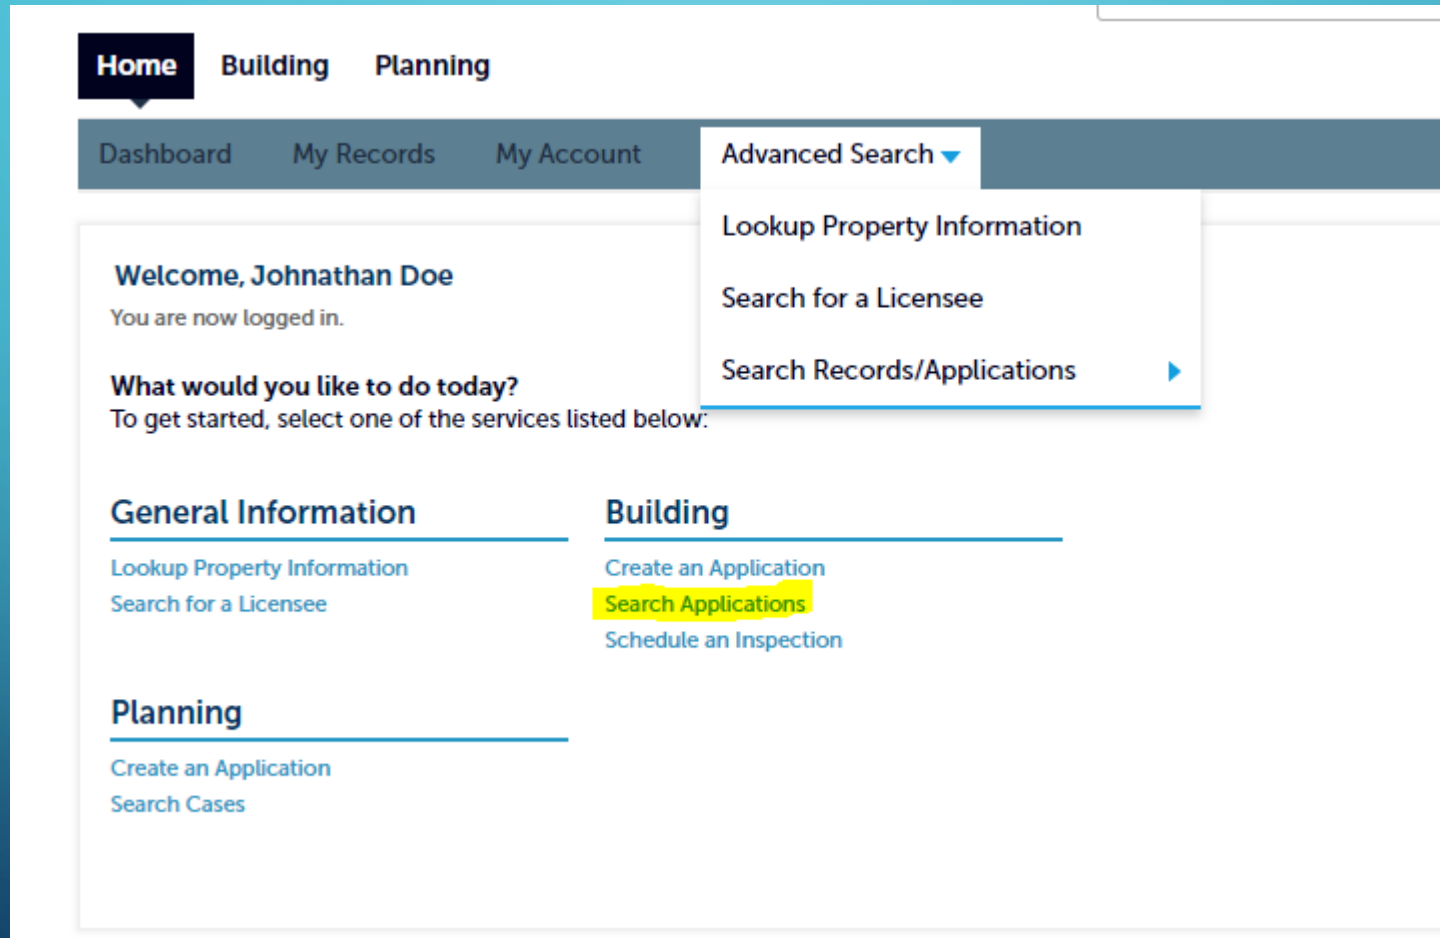 Home Building Planning
Dashboard My Records My Account Advanced Search
Lookup Property Information
Search for a Licensee
Search Records/Applications
Welcome, Johnathan Doe
You are now logged in.
What would you like to do today?
To get started, select one of the services listed below:
General Information
Lookup Property Information
Search for a Licensee
Building
Create an Application
Search Applications
Schedule an Inspection
Planning
Create an Application
Search Cases